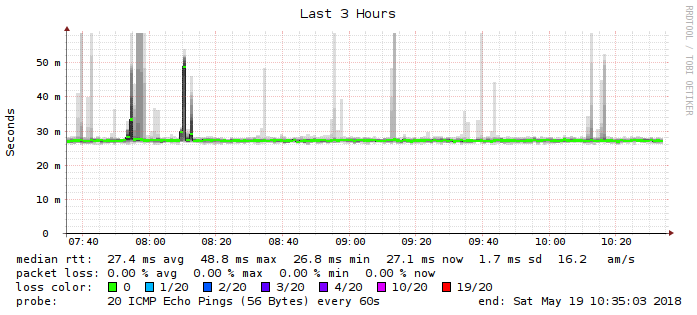 Last 3 Hours
RRDTOOL / TOBI OETIKER
Seconds
50 m
40 m
30 m
20 m
10 m
0
07:40 08:00 08:20 08:40 09:00 09:20 09:40 10:00 10:20
median rtt: 27.4 ms avg 48.8 ms max 26.8 ms min 27.1 ms now 1.7 ms sd 16.2 am/s
packet loss: 0.00 % avg 0.00 % max 0.00 % min 0.00 % now
loss color: 0 1/20 2/20 3/20 4/20 10/20 19/20
probe: 20 ICMP Echo Pings (56 Bytes) every 60s end: Sat May 19 10:35:03 2018